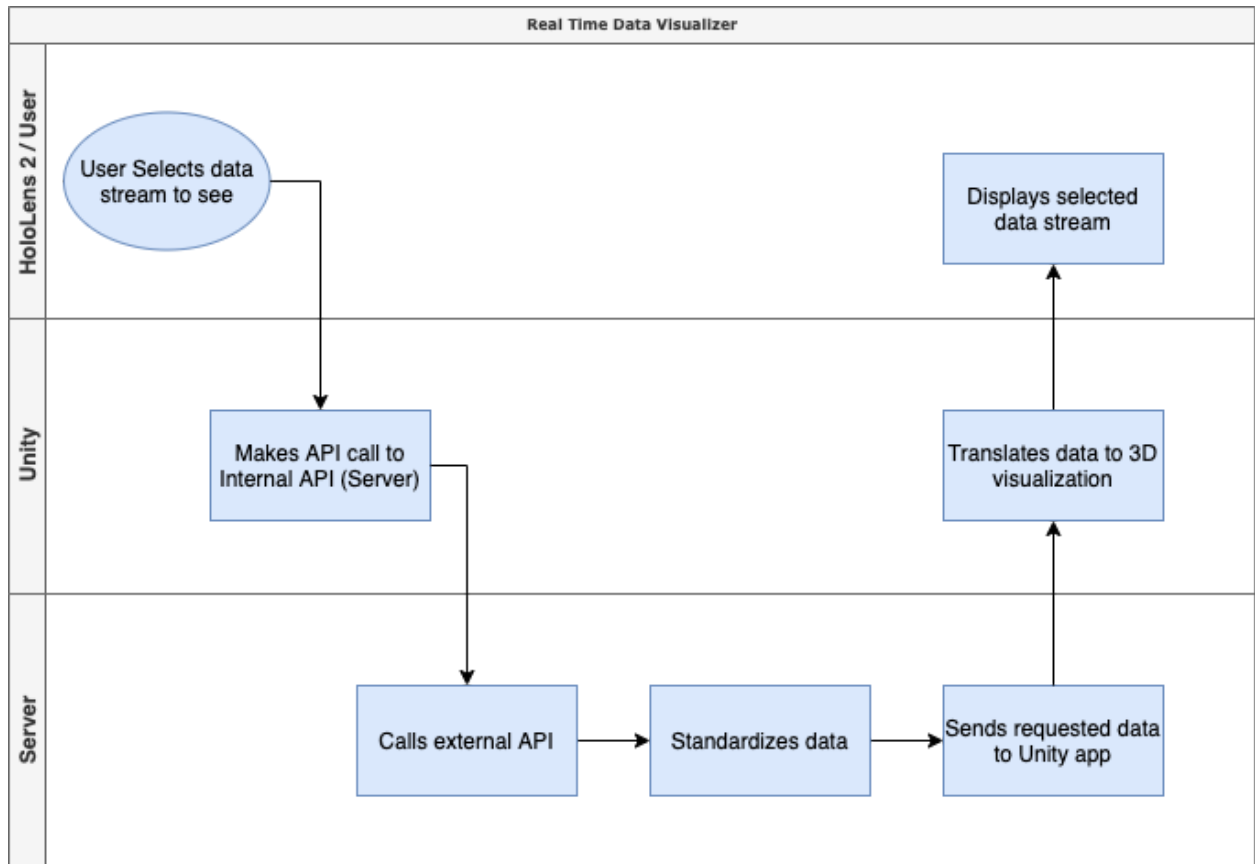 Real Time Data Visualizer
HoloLens 2 / User
User Selects data
stream to see
Displays selected
data stream
Unity
Makes API call to
Internal API (Server)
Translates data to 3D
visualization
Server
Calls external API
Standardizes data
Sends requested data
to Unity app